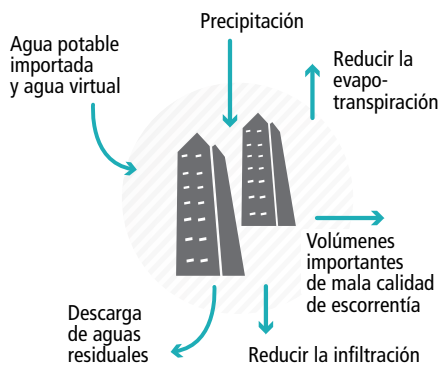 Precipitación
Agua potable
importada
y agua virtual
Reducir la
evapo-
transpiración
Volúmenes
importantes
de mala calidad
de escorrentía
Descarga
de aguas
residuales
Reducir la infiltración